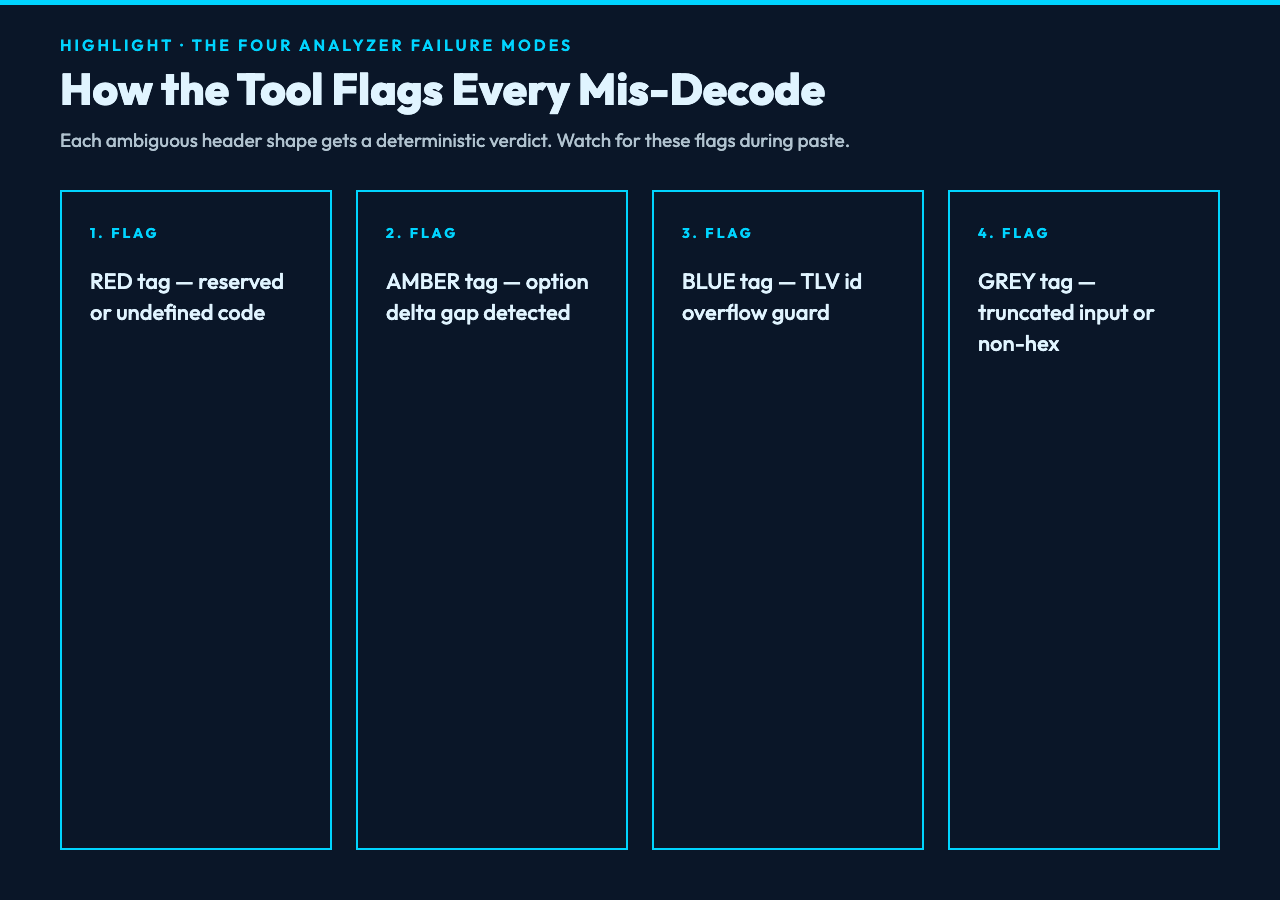 HIGHLIGHT · THE FOUR ANALYZER FAILURE MODES
How the Tool Flags Every Mis-Decode
Each ambiguous header shape gets a deterministic verdict. Watch for these flags during paste.
1. FLAG
RED tag — reserved
or undefined code
2. FLAG
AMBER tag — option
delta gap detected
3. FLAG
BLUE tag — TLV id
overflow guard
4. FLAG
GREY tag —
truncated input or
non-hex